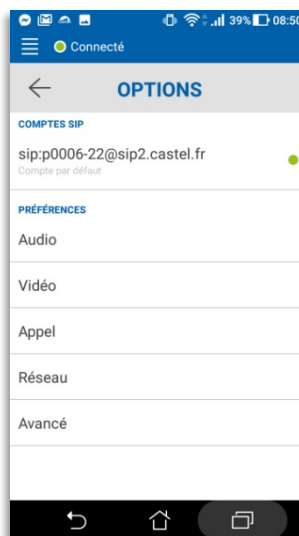 39% 08:50
Connecté
OPTIONS
COMPTES SIP
sip:p0006-22@sip2.castel.fr
Compte par défaut
PRÉFÉRENCES
Audio
Vidéo
Appel
Réseau
Avancé